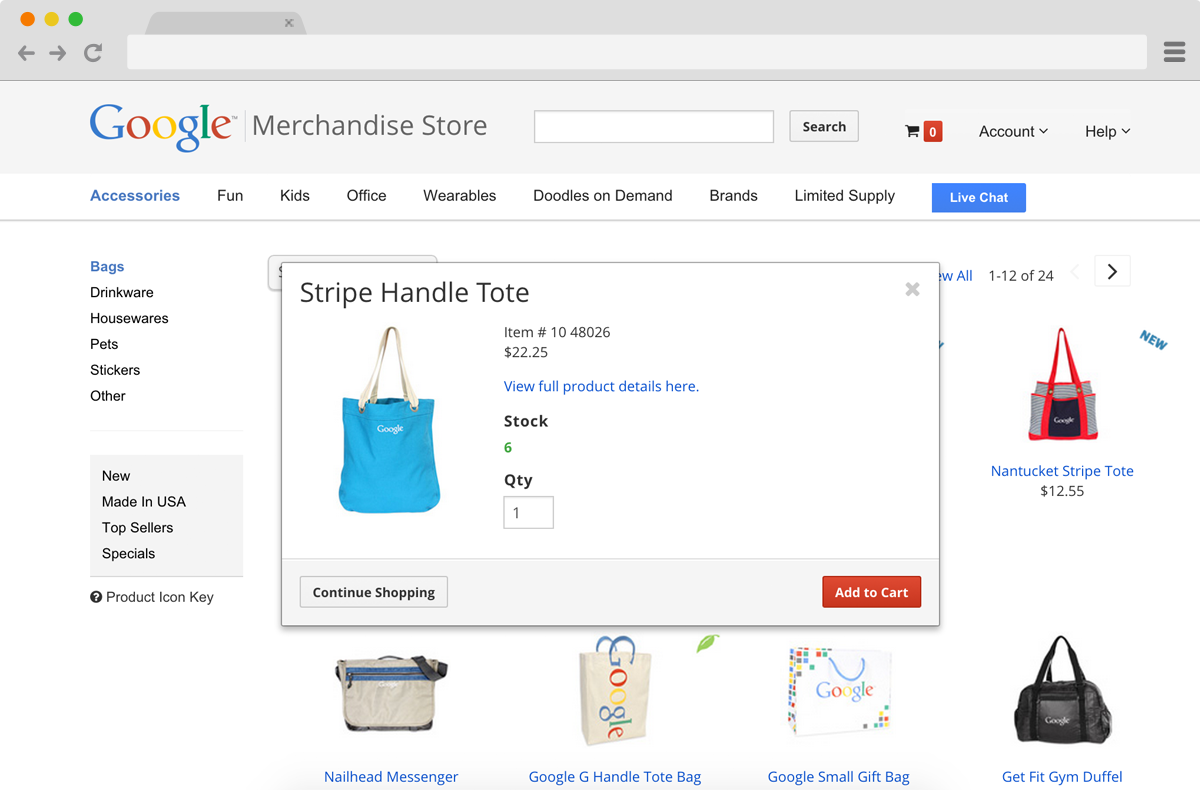 Google™ Merchandise Store
Search
0
Account
Help
Accessories
Fun
Kids
Office
Wearables
Doodles on Demand
Brands
Limited Supply
Live Chat
Bags
Drinkware
Housewares
Pets
Stickers
Other
New
Made In USA
Top Sellers
Specials
Product Icon Key
All
1-12 of 24
Stripe Handle Tote
Google
Item # 10 48026
$22.25
View full product details here.
Stock
6
Qty
1
Continue Shopping
Add to Cart
NEW
Google
Nantucket Stripe Tote
$12.55
Google
Nailhead Messenger
Google
Google G Handle Tote Bag
Google
Google Small Gift Bag
Google
Get Fit Gym Duffel